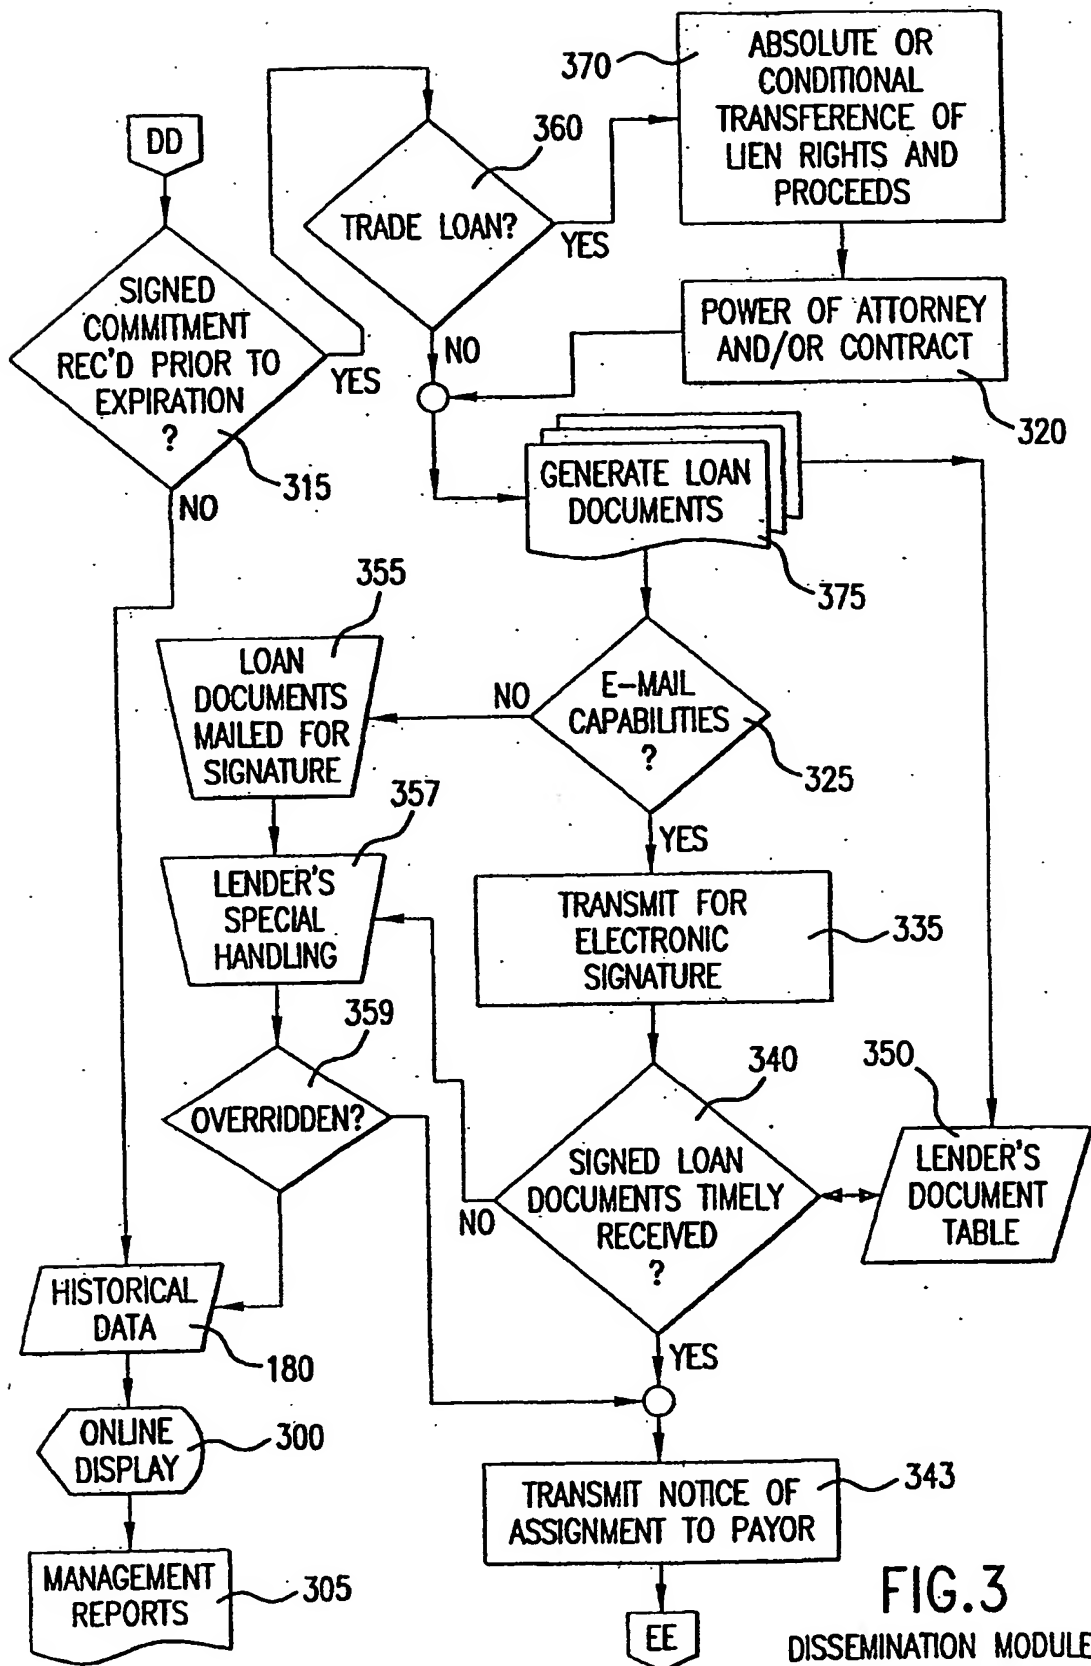 370
ABSOLUTE OR
CONDITIONAL
TRANSFERENCE OF
LIEN RIGHTS AND
PROCEEDS
DD
360
TRADE LOAN?
YES
NO
SIGNED
COMMITMENT
REC'D PRIOR TO
EXPIRATION
?
YES
315
NO
POWER OF ATTORNEY
AND/OR CONTRACT
320
GENERATE LOAN
DOCUMENTS
375
355
LOAN
DOCUMENTS
MAILED FOR
SIGNATURE
NO
E-MAIL
CAPABILITIES
?
325
YES
357
LENDER'S
SPECIAL
HANDLING
TRANSMIT FOR
ELECTRONIC
SIGNATURE
335
359
OVERRIDDEN?
340
SIGNED LOAN
DOCUMENTS TIMELY
RECEIVED
?
NO
YES
350
LENDER'S
DOCUMENT
TABLE
HISTORICAL
DATA
180
ONLINE
DISPLAY
300
MANAGEMENT
REPORTS
305
TRANSMIT NOTICE OF
ASSIGNMENT TO PAYOR
343
EE
FIG.3
DISSEMINATION MODULE